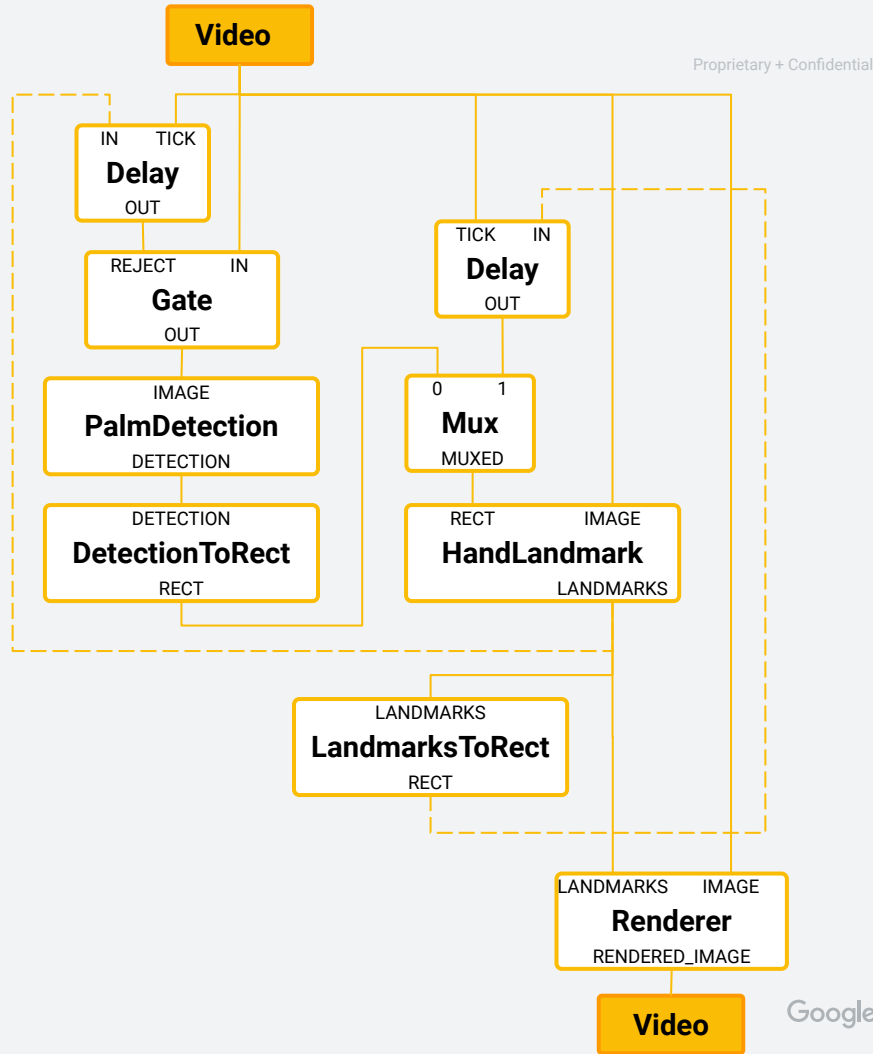 Video
Proprietary + Confidential
IN TICK
Delay
OUT
TICK IN
Delay
OUT
REJECT IN
Gate
OUT
IMAGE
PalmDetection
DETECTION
0 1
Mux
MUXED
DETECTION
DetectionToRect
RECT
RECT IMAGE
HandLandmark
LANDMARKS
LANDMARKS
LandmarksToRect
RECT
LANDMARKS IMAGE
Renderer
RENDERED_IMAGE
Video
Google